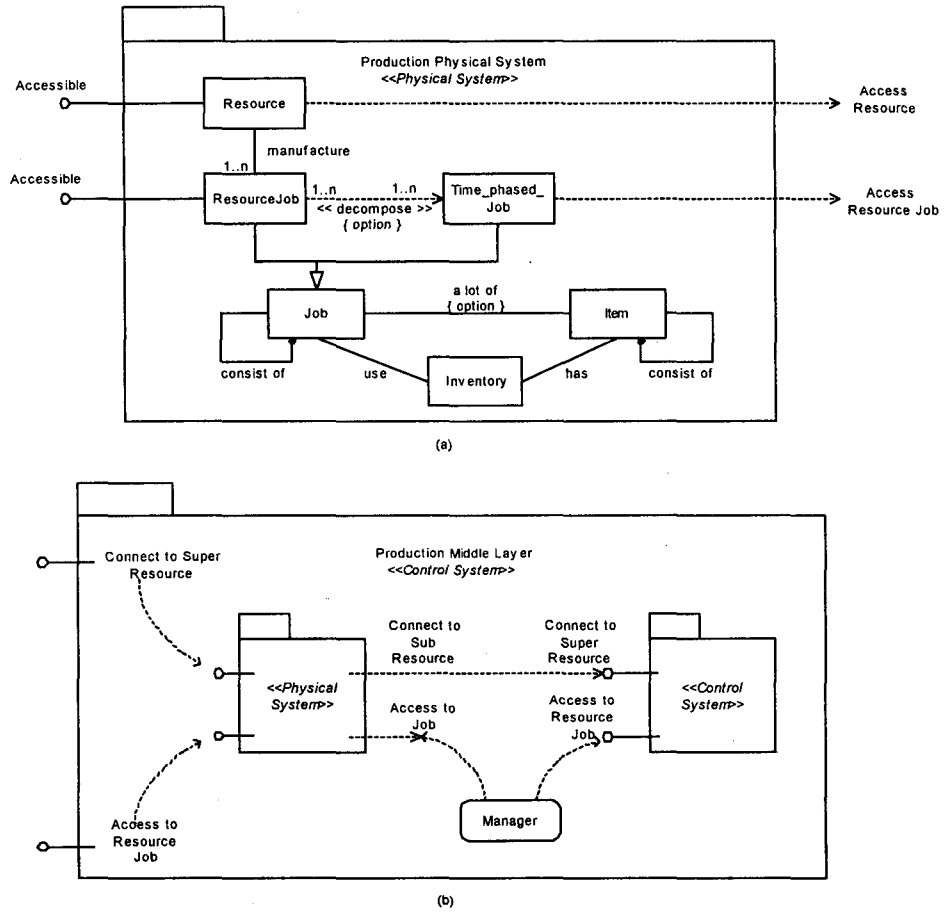 Production Physical System
<<Physical System>>
Accessible
Resource
Access
Resource
manufacture
1..n
Accessible
ResourceJob
1..n
1..n
<< decompose >>
{ option }
Time_phased_
Job
Access
Resource Job
Job
a lot of
{ option }
Item
consist of
use
Inventory
has
consist of
(a)
Production Middle Layer
<<Control System>>
Connect to Super
Resource
Connect to
Sub
Resource
Connect to
Super
Resource
<<Physical
System>>
<<Control
System>>
Access to
Job
Access to
Resource
Job
Manager
Access to
Resource
Job
(b)